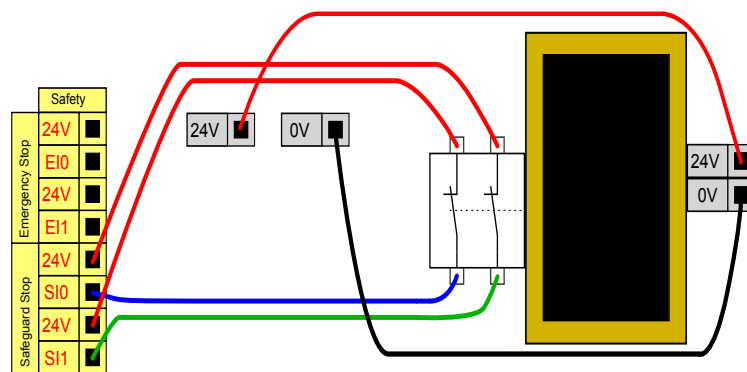 Safety
Emergency Stop
24V
EI0
24V
EI1
Safeguard Stop
24V
SI0
24V
SI1
24V
0V
24V
0V